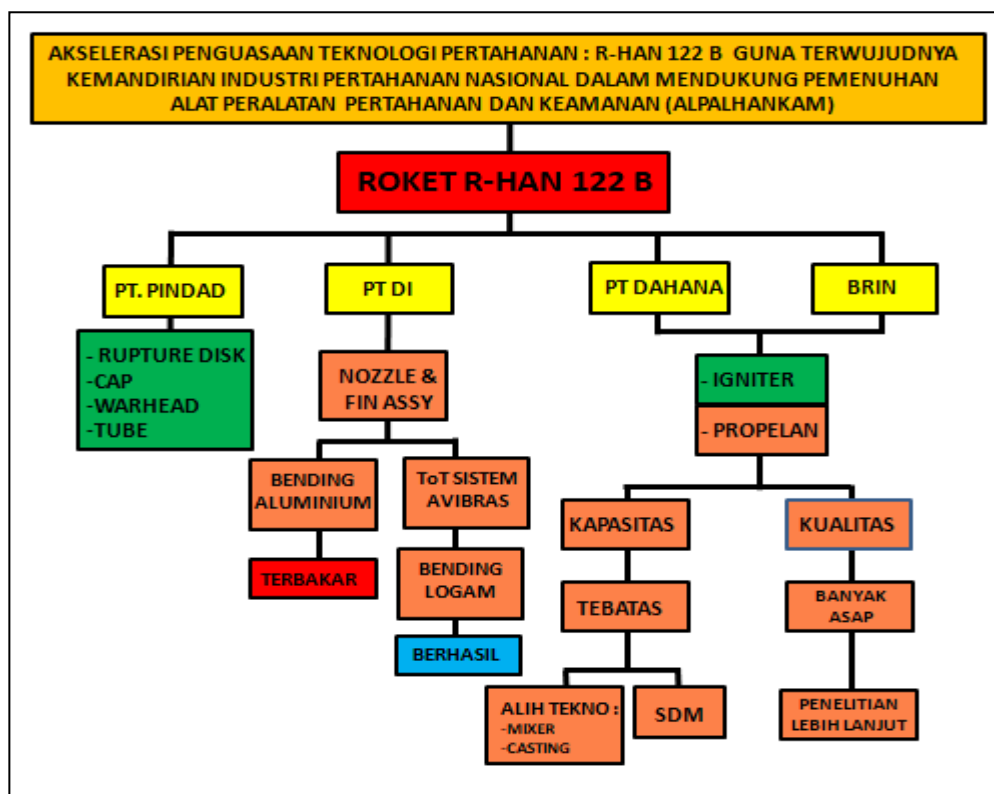 AKSELERASI PENGUASAAN TEKNOLOGI PERTAHANAN : R-HAN 122 B GUNA TERWUJUDNYA
KEMANDIRIAN INDUSTRI PERTAHANAN NASIONAL DALAM MENDUKUNG PEMENUHAN
ALAT PERALATAN PERTAHANAN DAN KEAMANAN (ALPALHANKAM)
ROKET R-HAN 122 B
PT. PINDAD
PT DI
PT DAHANA
BRIN
- RUPTURE DISK
-CAP
-WARHEAD
-TUBE
NOZZLE &
FIN ASSY
- IGNITER
- PROPELAN
BENDING
ALUMINIUM
ToT SISTEM
AVIBRAS
KAPASITAS
KUALITAS
TERBAKAR
BENDING
LOGAM
TEBATAS
BANYAK
ASAP
BERHASIL
ALIH TEKNO :
-MIXER
-CASTING
SDM
PENELITIAN
LEBIH LANJUT